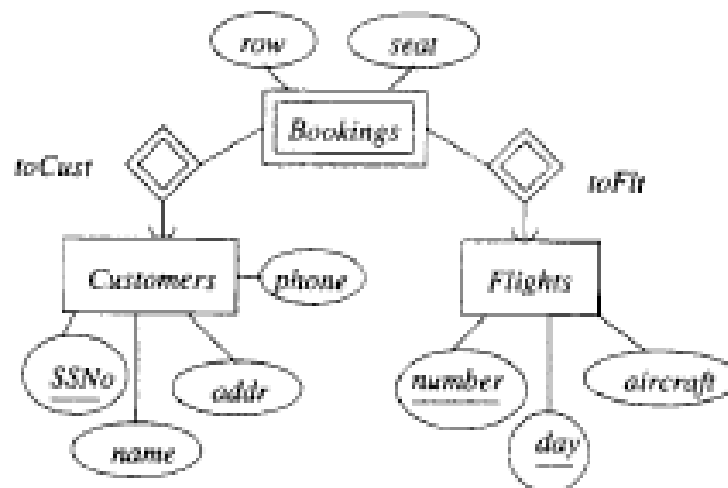 row seat
Bookings
toCust toFlt
Customers phone Flights
SSNo addr number aircraft
name day